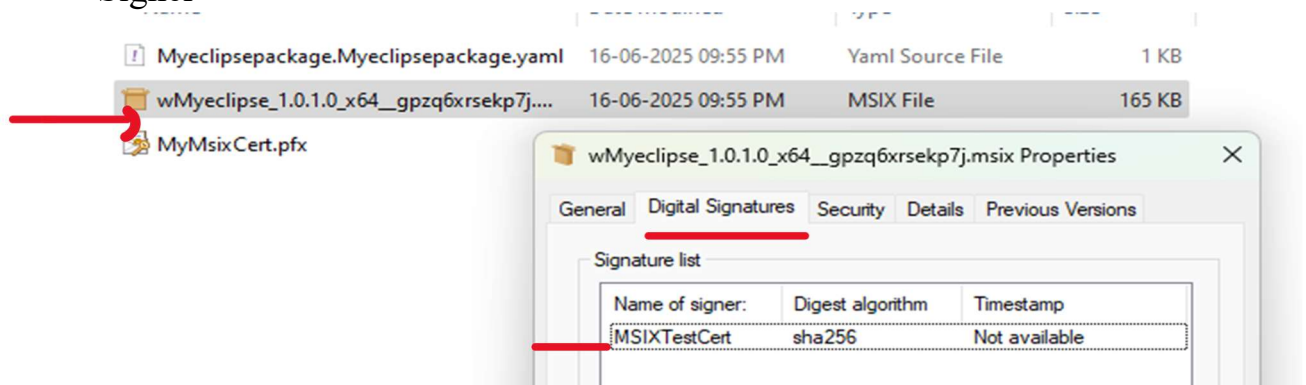 Signer
Myeclipsepackage.Myeclipsepackage.yaml 16-06-2025 09:55 PM Yaml Source File 1 KB
wMyeclipse_1.0.1.0_x64__gpzq6xrsekp7j.... 16-06-2025 09:55 PM MSIX File 165 KB
MyMsixCert.pfx
wMyeclipse_1.0.1.0_x64__gpzq6xrsekp7j.msix Properties
General Digital Signatures Security Details Previous Versions
Signature list
Name of signer: Digest algorithm Timestamp
MSIXTestCert sha256 Not available